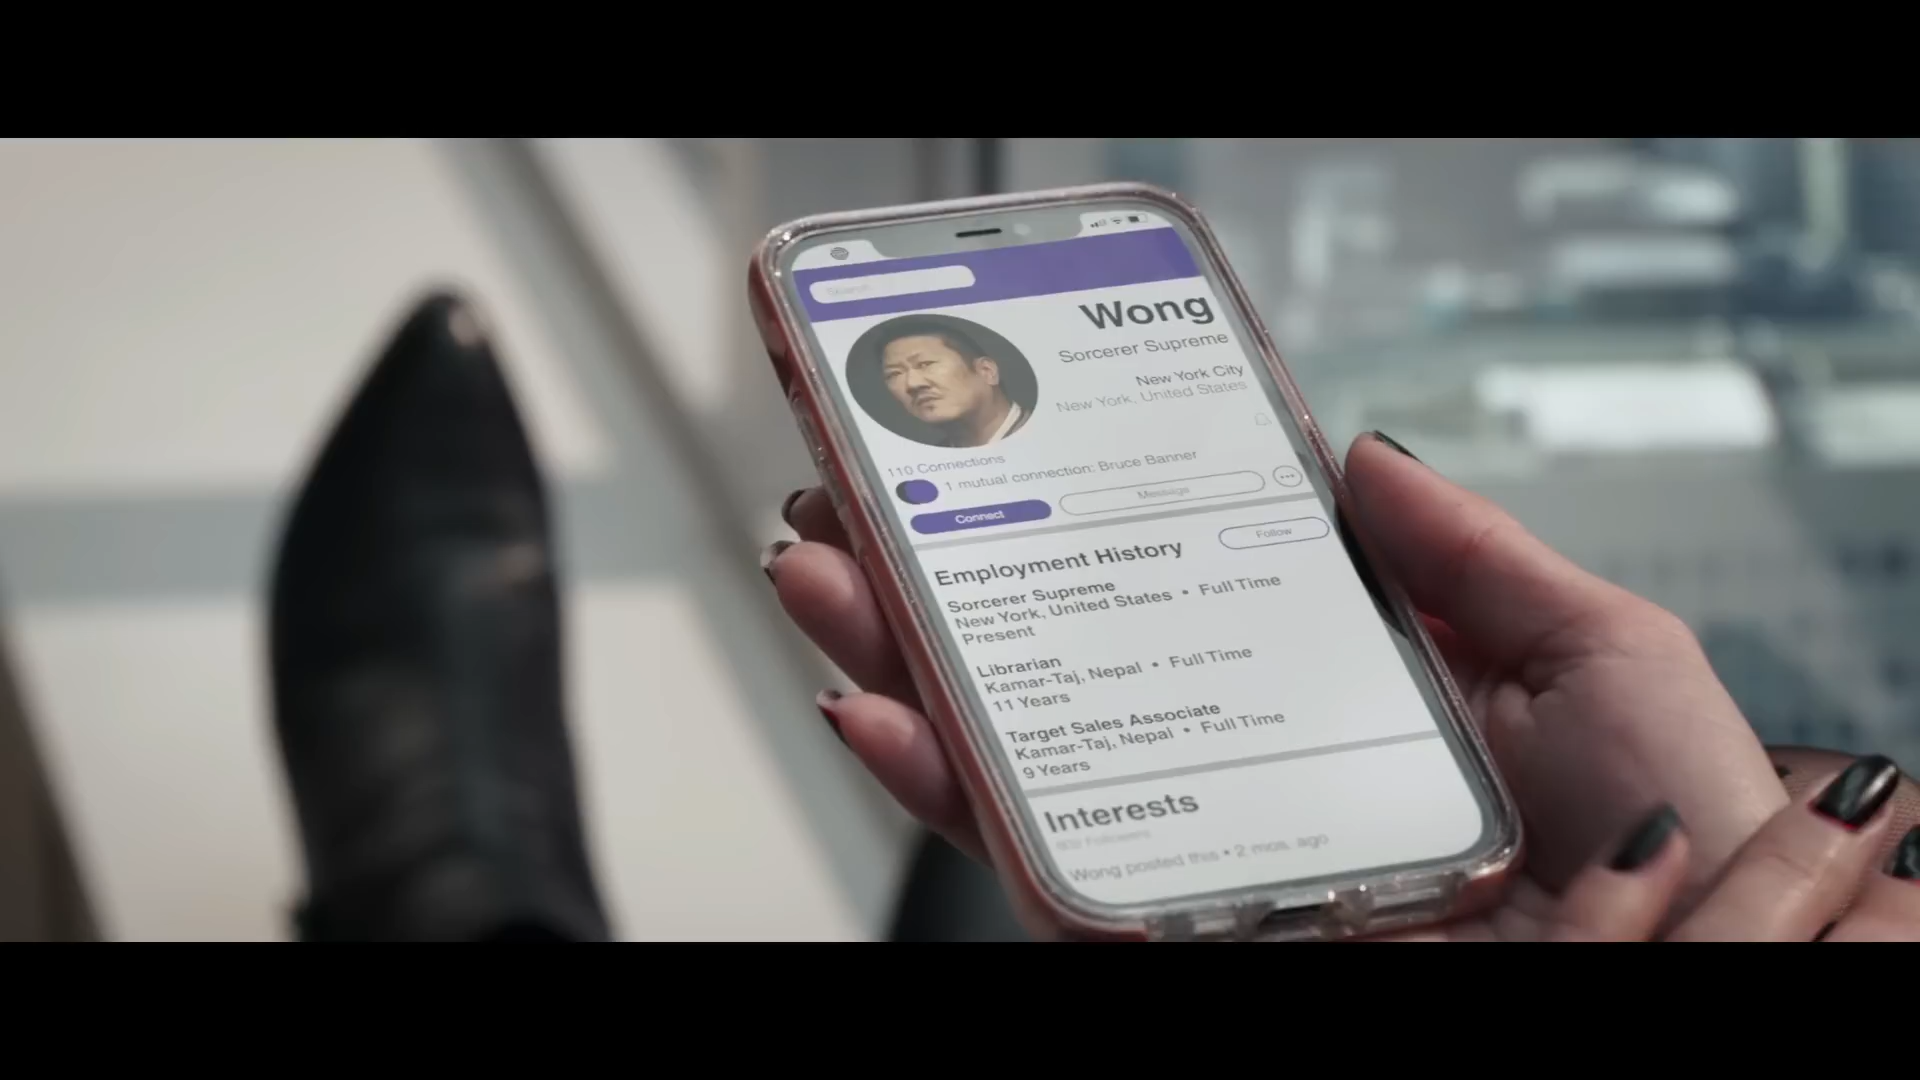 Search
Wong
Sorcerer Supreme
New York City
New York, United States
110 Connections
1 mutual connection: Bruce Banner
Connect
Message
Follow
Employment History
Sorcerer Supreme
New York, United States • Full Time
Present
Librarian
Kamar-Taj, Nepal • Full Time
11 Years
Target Sales Associate
Kamar-Taj, Nepal • Full Time
9 Years
Interests
Wong posted this • 2 mos. ago